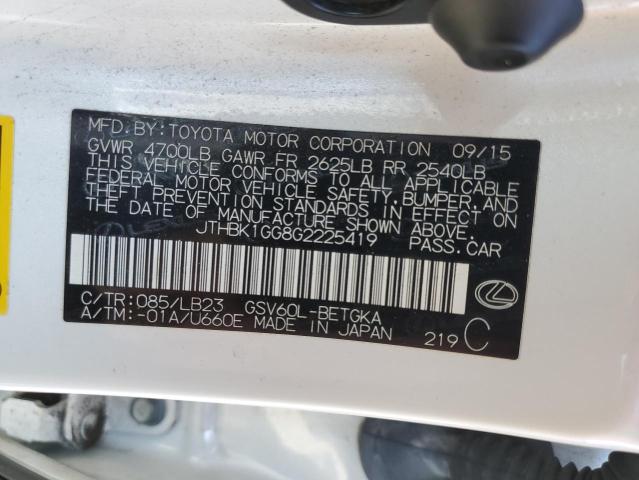 MFD. BY: TOYOTA MOTOR CORPORATION 09/15
GVWR 4700LB GAWR FR 2625LB RR 2540LB
THIS VEHICLE CONFORMS TO ALL APPLICABLE
FEDERAL MOTOR VEHICLE SAFETY, BUMPER, AND
THEFT PREVENTION STANDARDS IN EFFECT ON
THE DATE OF MANUFACTURE SHOWN ABOVE.
JTHBK1GG8G2225419 PASS.CAR
C/TR: 085/LB23 GSV60L-BETGKA
A/TM: -01A/U660E MADE IN JAPAN 219 C